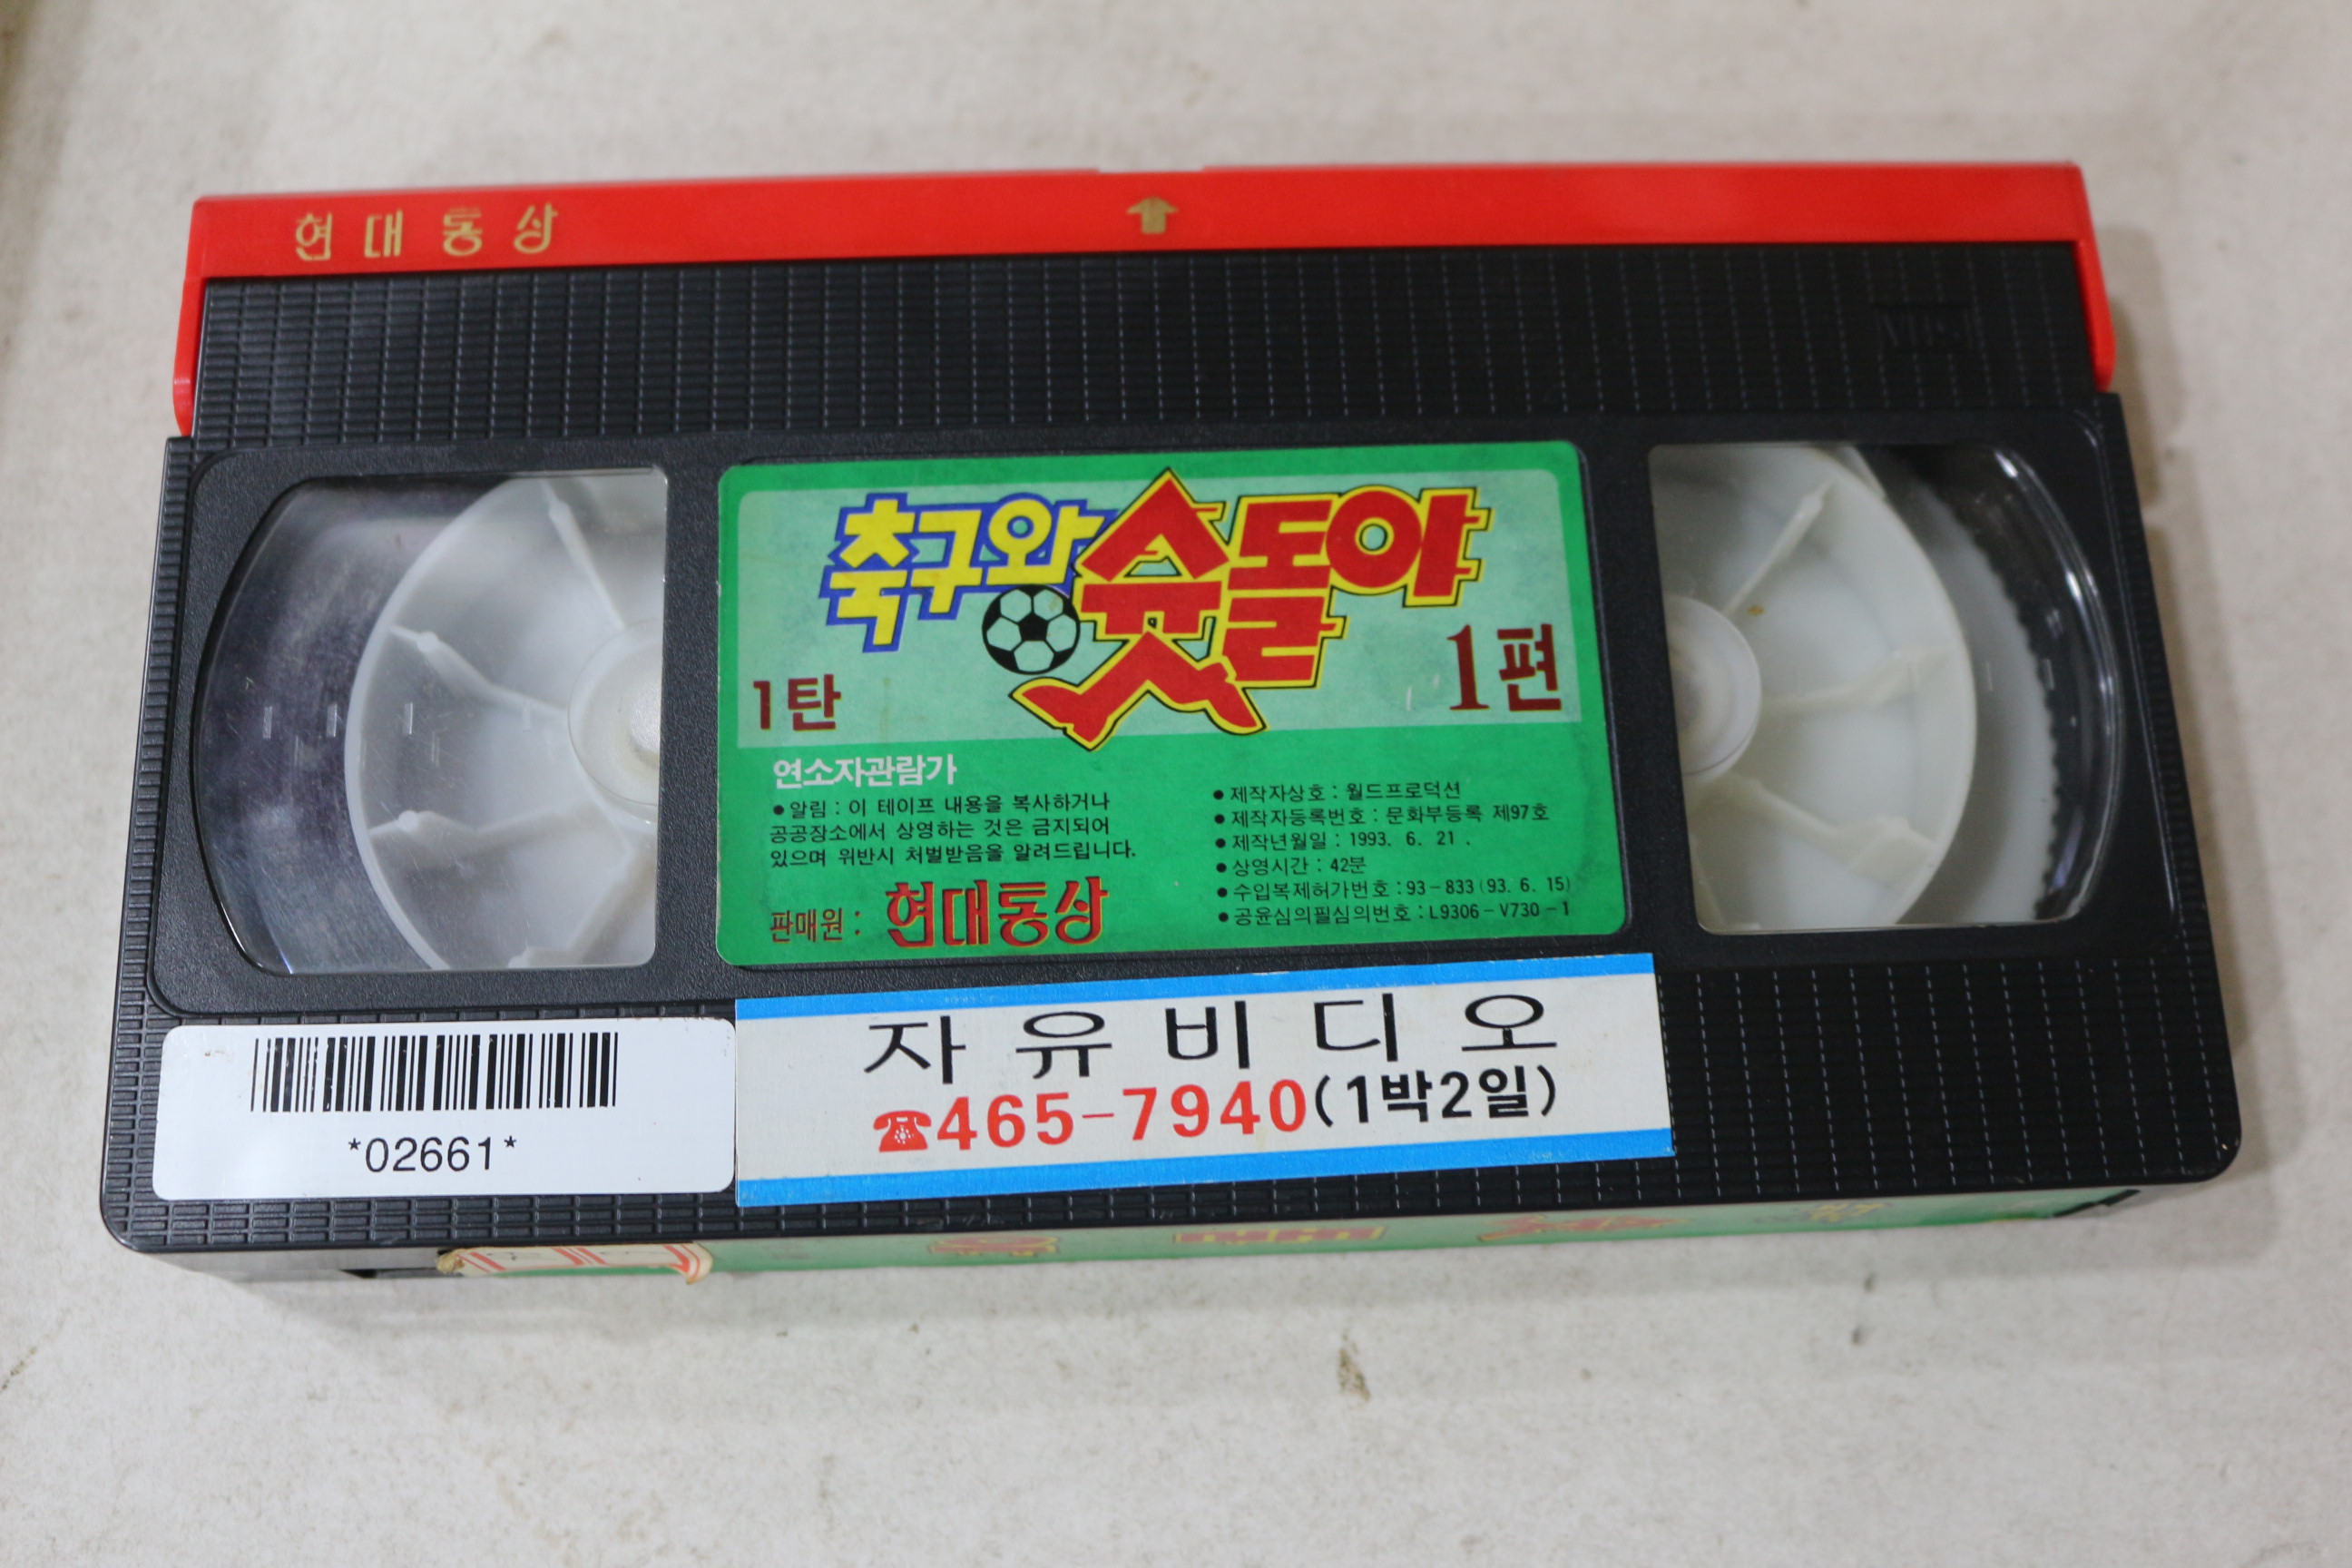 현대통상
VHS
축구와 슛돌이
1탄
1편
연소자관람가
●알림 : 이 테이프 내용을 복사하거나
공공장소에서 상영하는 것은 금지되어
있으며 위반시 처벌받음을 알려드립니다.
판매원 : 현대통상
●제작자상호 : 월드프로덕션
●제작자등록번호 : 문화부등록 제97호
●제작년월일 : 1993. 6. 21.
●상영시간 : 42분
●수입복제허가번호 : 93-833 (93. 6. 15)
●공윤심의필심의번호 : L9306-V730-1
자유비디오
☎465-7940(1박2일)
*02661*